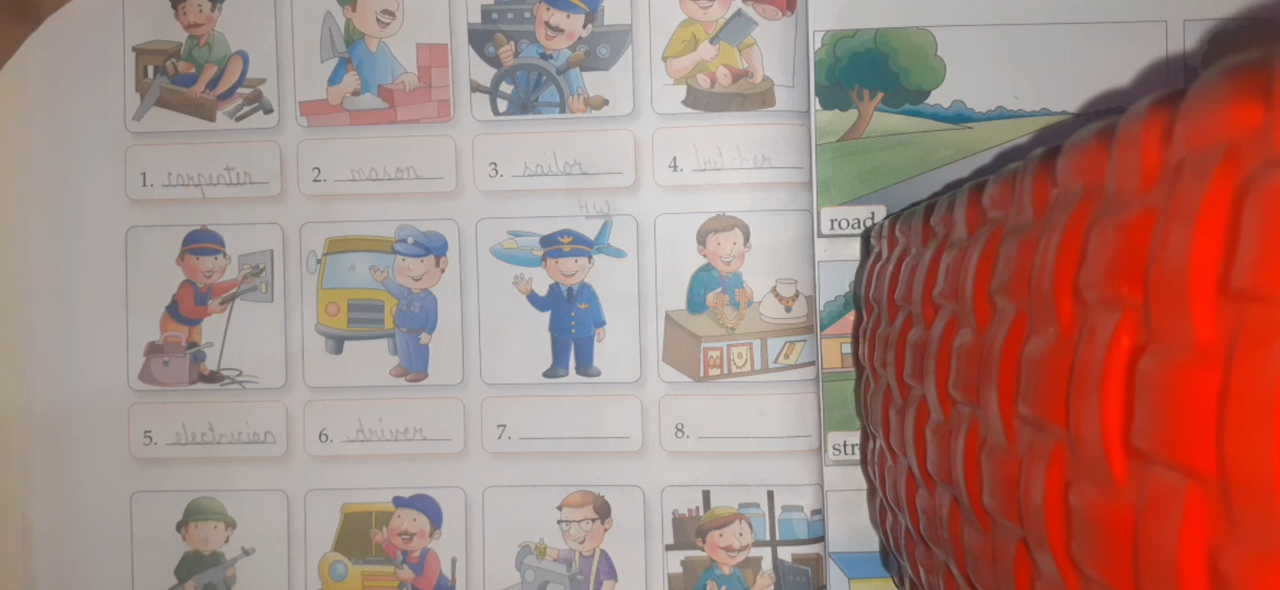 1. carpenter
2. mason
3. sailor
4. butcher
HW
5. electrician
6. driver
7.
8.
road
str